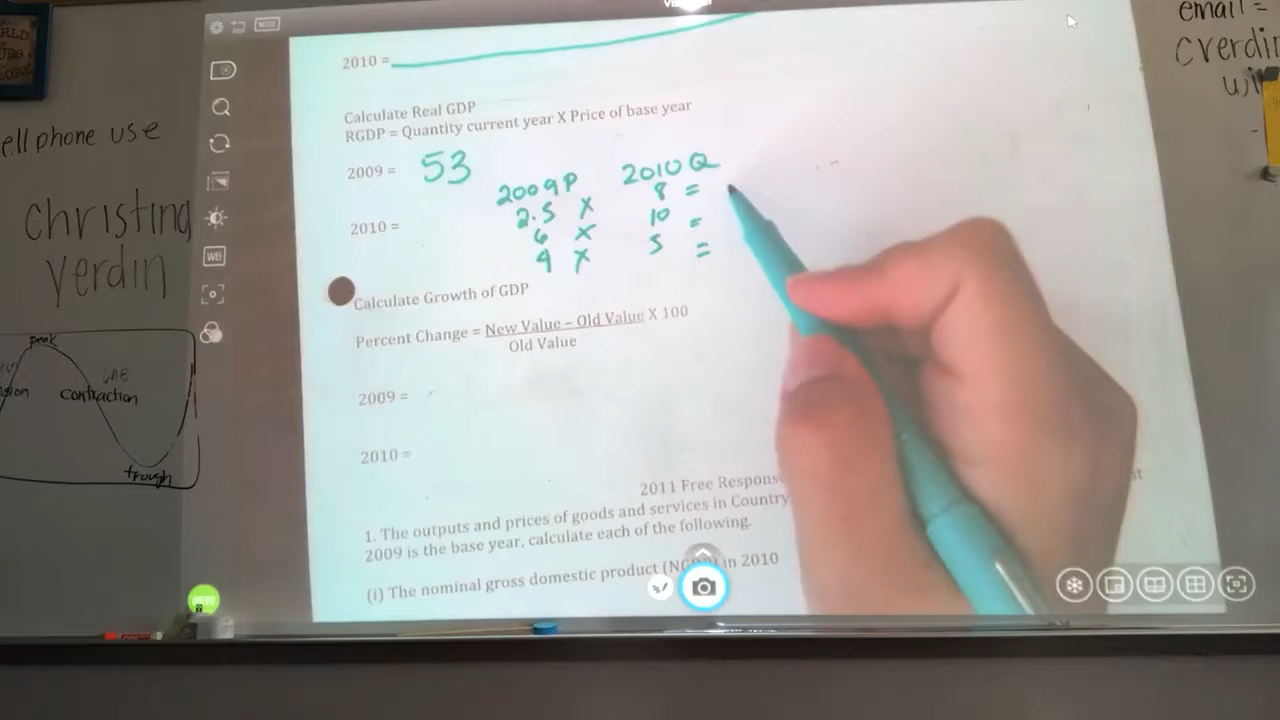 email =
cverdin
MODE
2010 =
Calculate Real GDP
RGDP = Quantity current year X Price of base year
2009 = 53
2009 P 2010 Q
2.5 X 8 =
6 X 10 =
4 X 5 =
2010 =
Calculate Growth of GDP
Percent Change = New Value – Old Value X 100
Old Value
2009 =
2010 =
2011 Free
1. The outputs and prices of goods and services in Country
2009 is the base year, calculate each of the following.
(i) The nominal gross domestic product in 2010
WB
phone use
christina
verdin
peak
contraction
trough